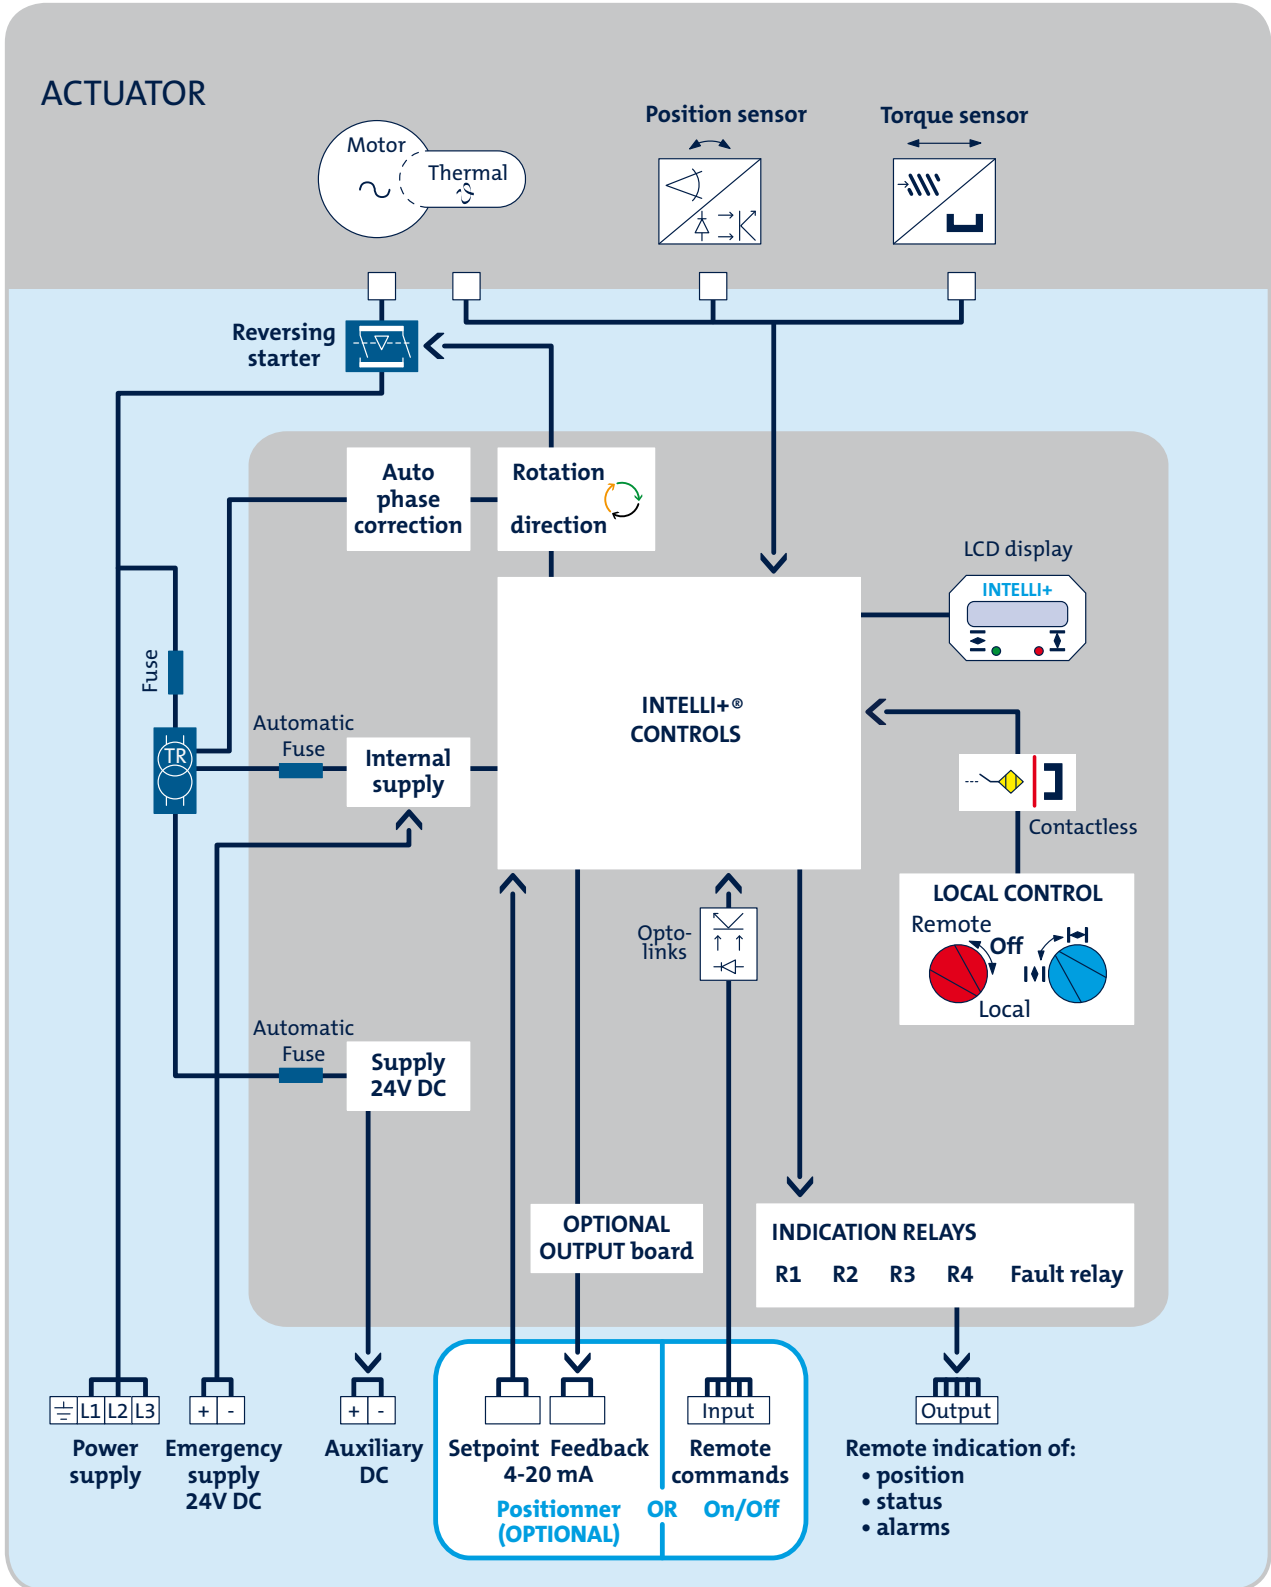 ACTUATOR
Position sensor
Torque sensor
Motor
Thermal
Reversing
starter
Auto
phase
correction
Rotation
direction
LCD display
INTELLI+
Fuse
TR
Automatic
Fuse
Internal
supply
INTELLI+®
CONTROLS
Contactless
LOCAL CONTROL
Remote
Off
Local
Opto-
links
Automatic
Fuse
Supply
24V DC
OPTIONAL
OUTPUT board
INDICATION RELAYS
R1 R2 R3 R4 Fault relay
L1 L2 L3
+ -
+ -
Input
Output
Power
supply
Emergency
supply
24V DC
Auxiliary
DC
Setpoint Feedback
4-20 mA
Positionner
(OPTIONAL)
OR
Remote
commands
On/Off
Remote indication of:
• position
• status
• alarms